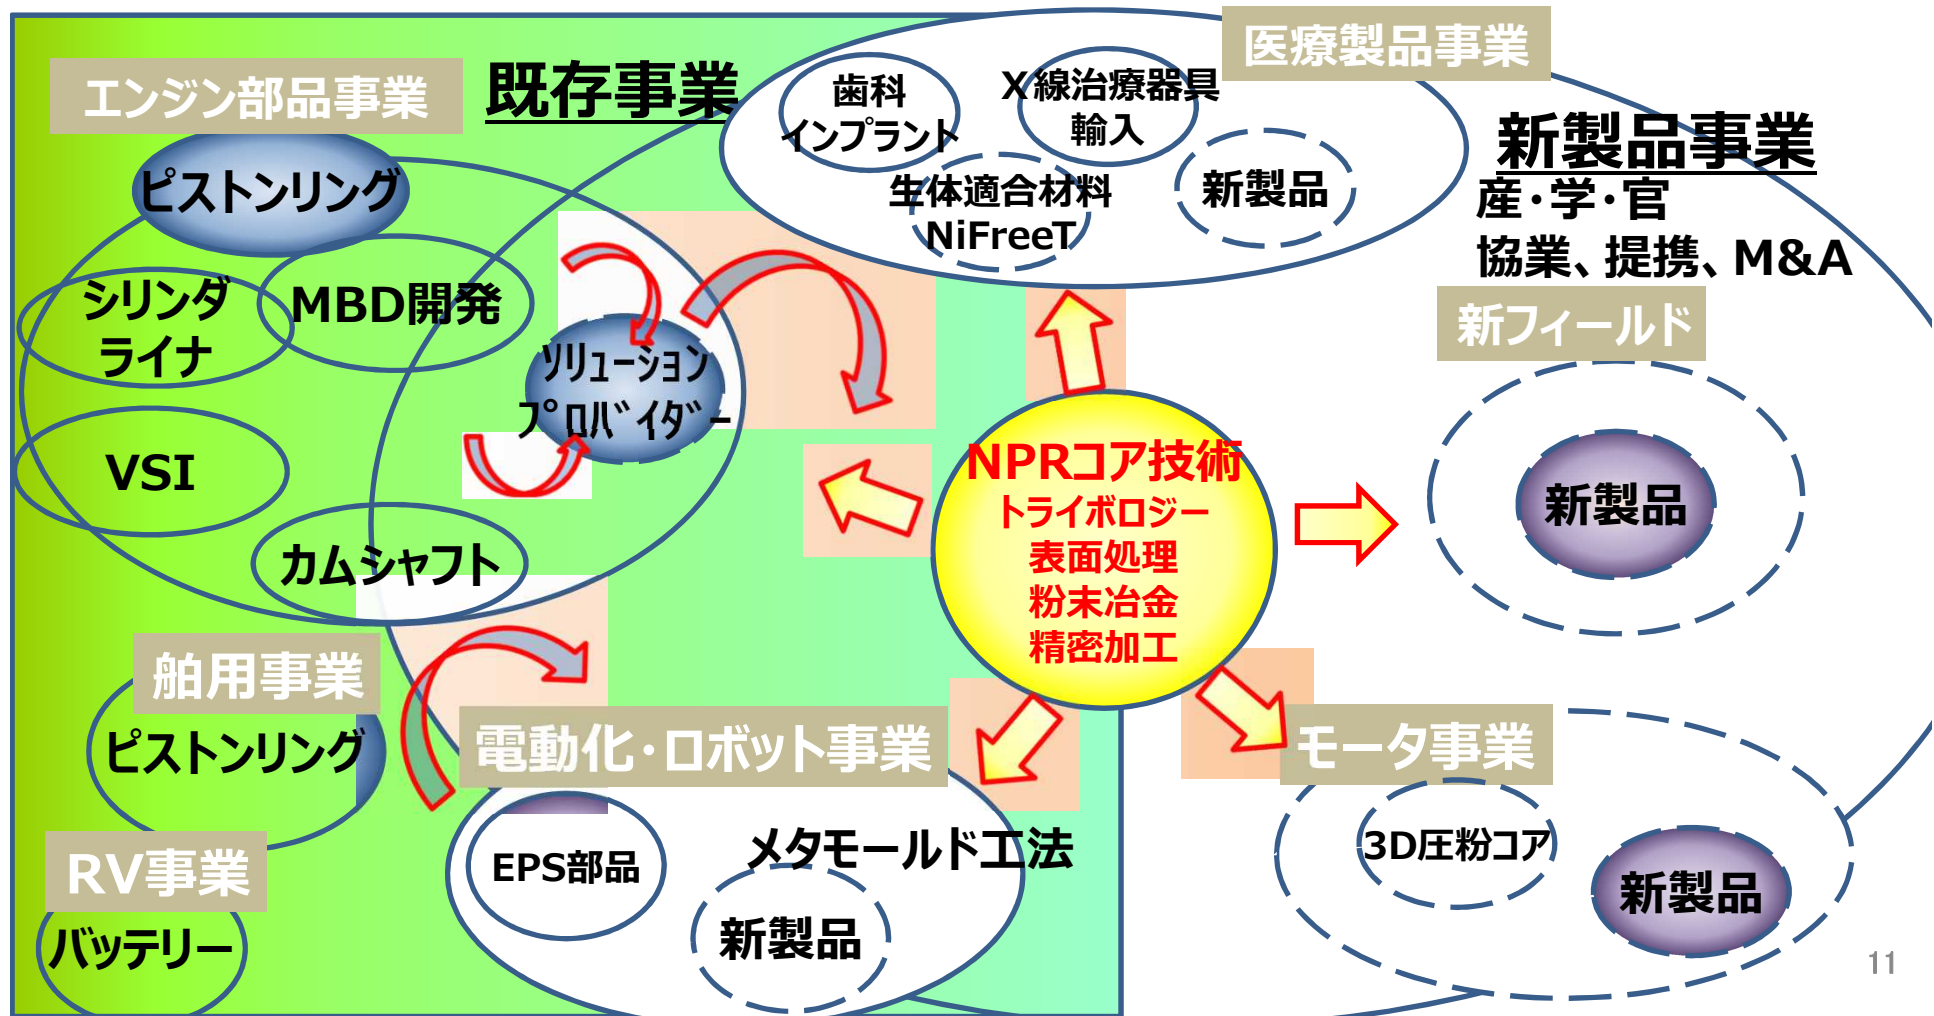 エンジン部品事業
既存事業
ピストンリング
シリンダ
ライナ
MBD開発
VSI
カムシャフト
ソリューション
プロバイダー
舶用事業
ピストンリング
RV事業
バッテリー
医療製品事業
歯科
インプラント
X線治療器具
輸入
生体適合材料
NiFreeT
新製品
新製品事業
産・学・官
協業、提携、M&A
新フィールド
新製品
NPRコア技術
トライボロジー
表面処理
粉末冶金
精密加工
電動化・ロボット事業
EPS部品
メタモールド工法
新製品
モータ事業
3D圧粉コア
新製品
11